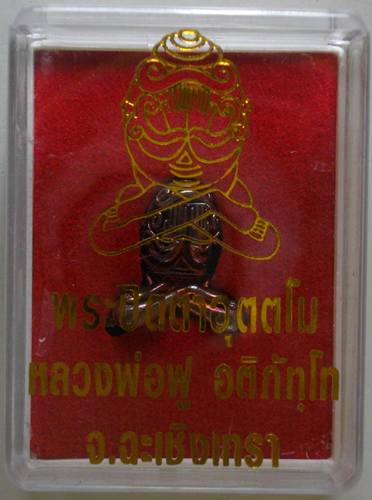 พระปิดตาอุตตโม
หลวงพ่อฟู อติภัทฺโท
จ.ฉะเชิงเทรา